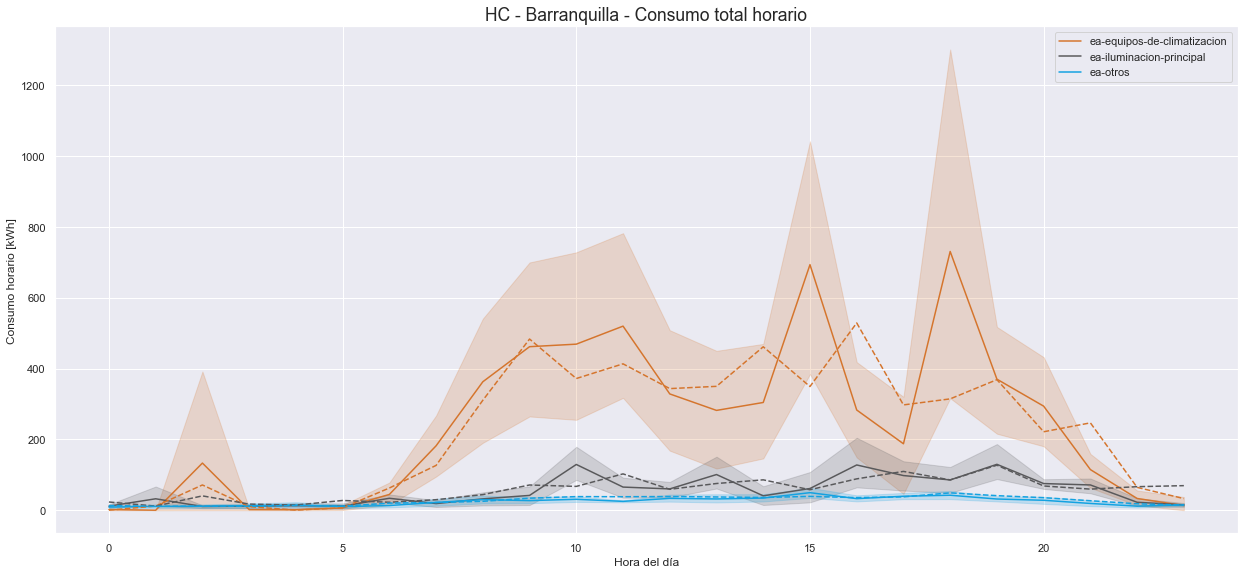 HC - Barranquilla - Consumo total horario
ea-equipos-de-climatizacion
ea-iluminacion-principal
ea-otros
Consumo horario [kWh]
1200
1000
800
600
400
200
0
0 5 10 15 20
Hora del día